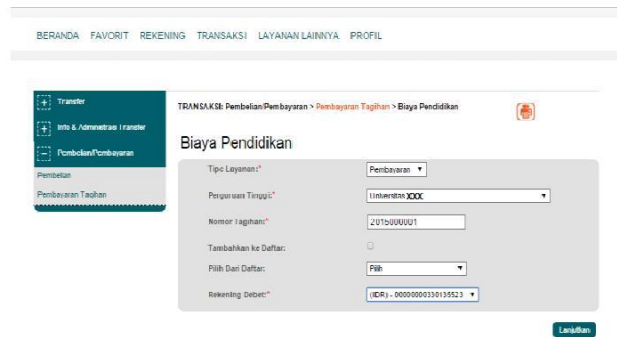 BERANDA FAVORIT REKENING TRANSAKSI LAYANAN LAINNYA PROFIL
Transfer
TRANSAKSI: Pembelian/Pembayaran > Pembayaran Tagihan > Biaya Pendidikan
Info & Administrasi Transfer
Pembelian/Pembayaran
Biaya Pendidikan
Pembelian
Pembayaran Tagihan
Tipe Layanan:* Pembayaran
Perguruan Tinggi:* Universitas XXX
Nomor Tagihan:* 2015000001
Tambahkan ke Daftar:
Pilih Dari Daftar: Pilih
Rekening Debet:* (IDR) - 00000000330135523
Lanjutkan